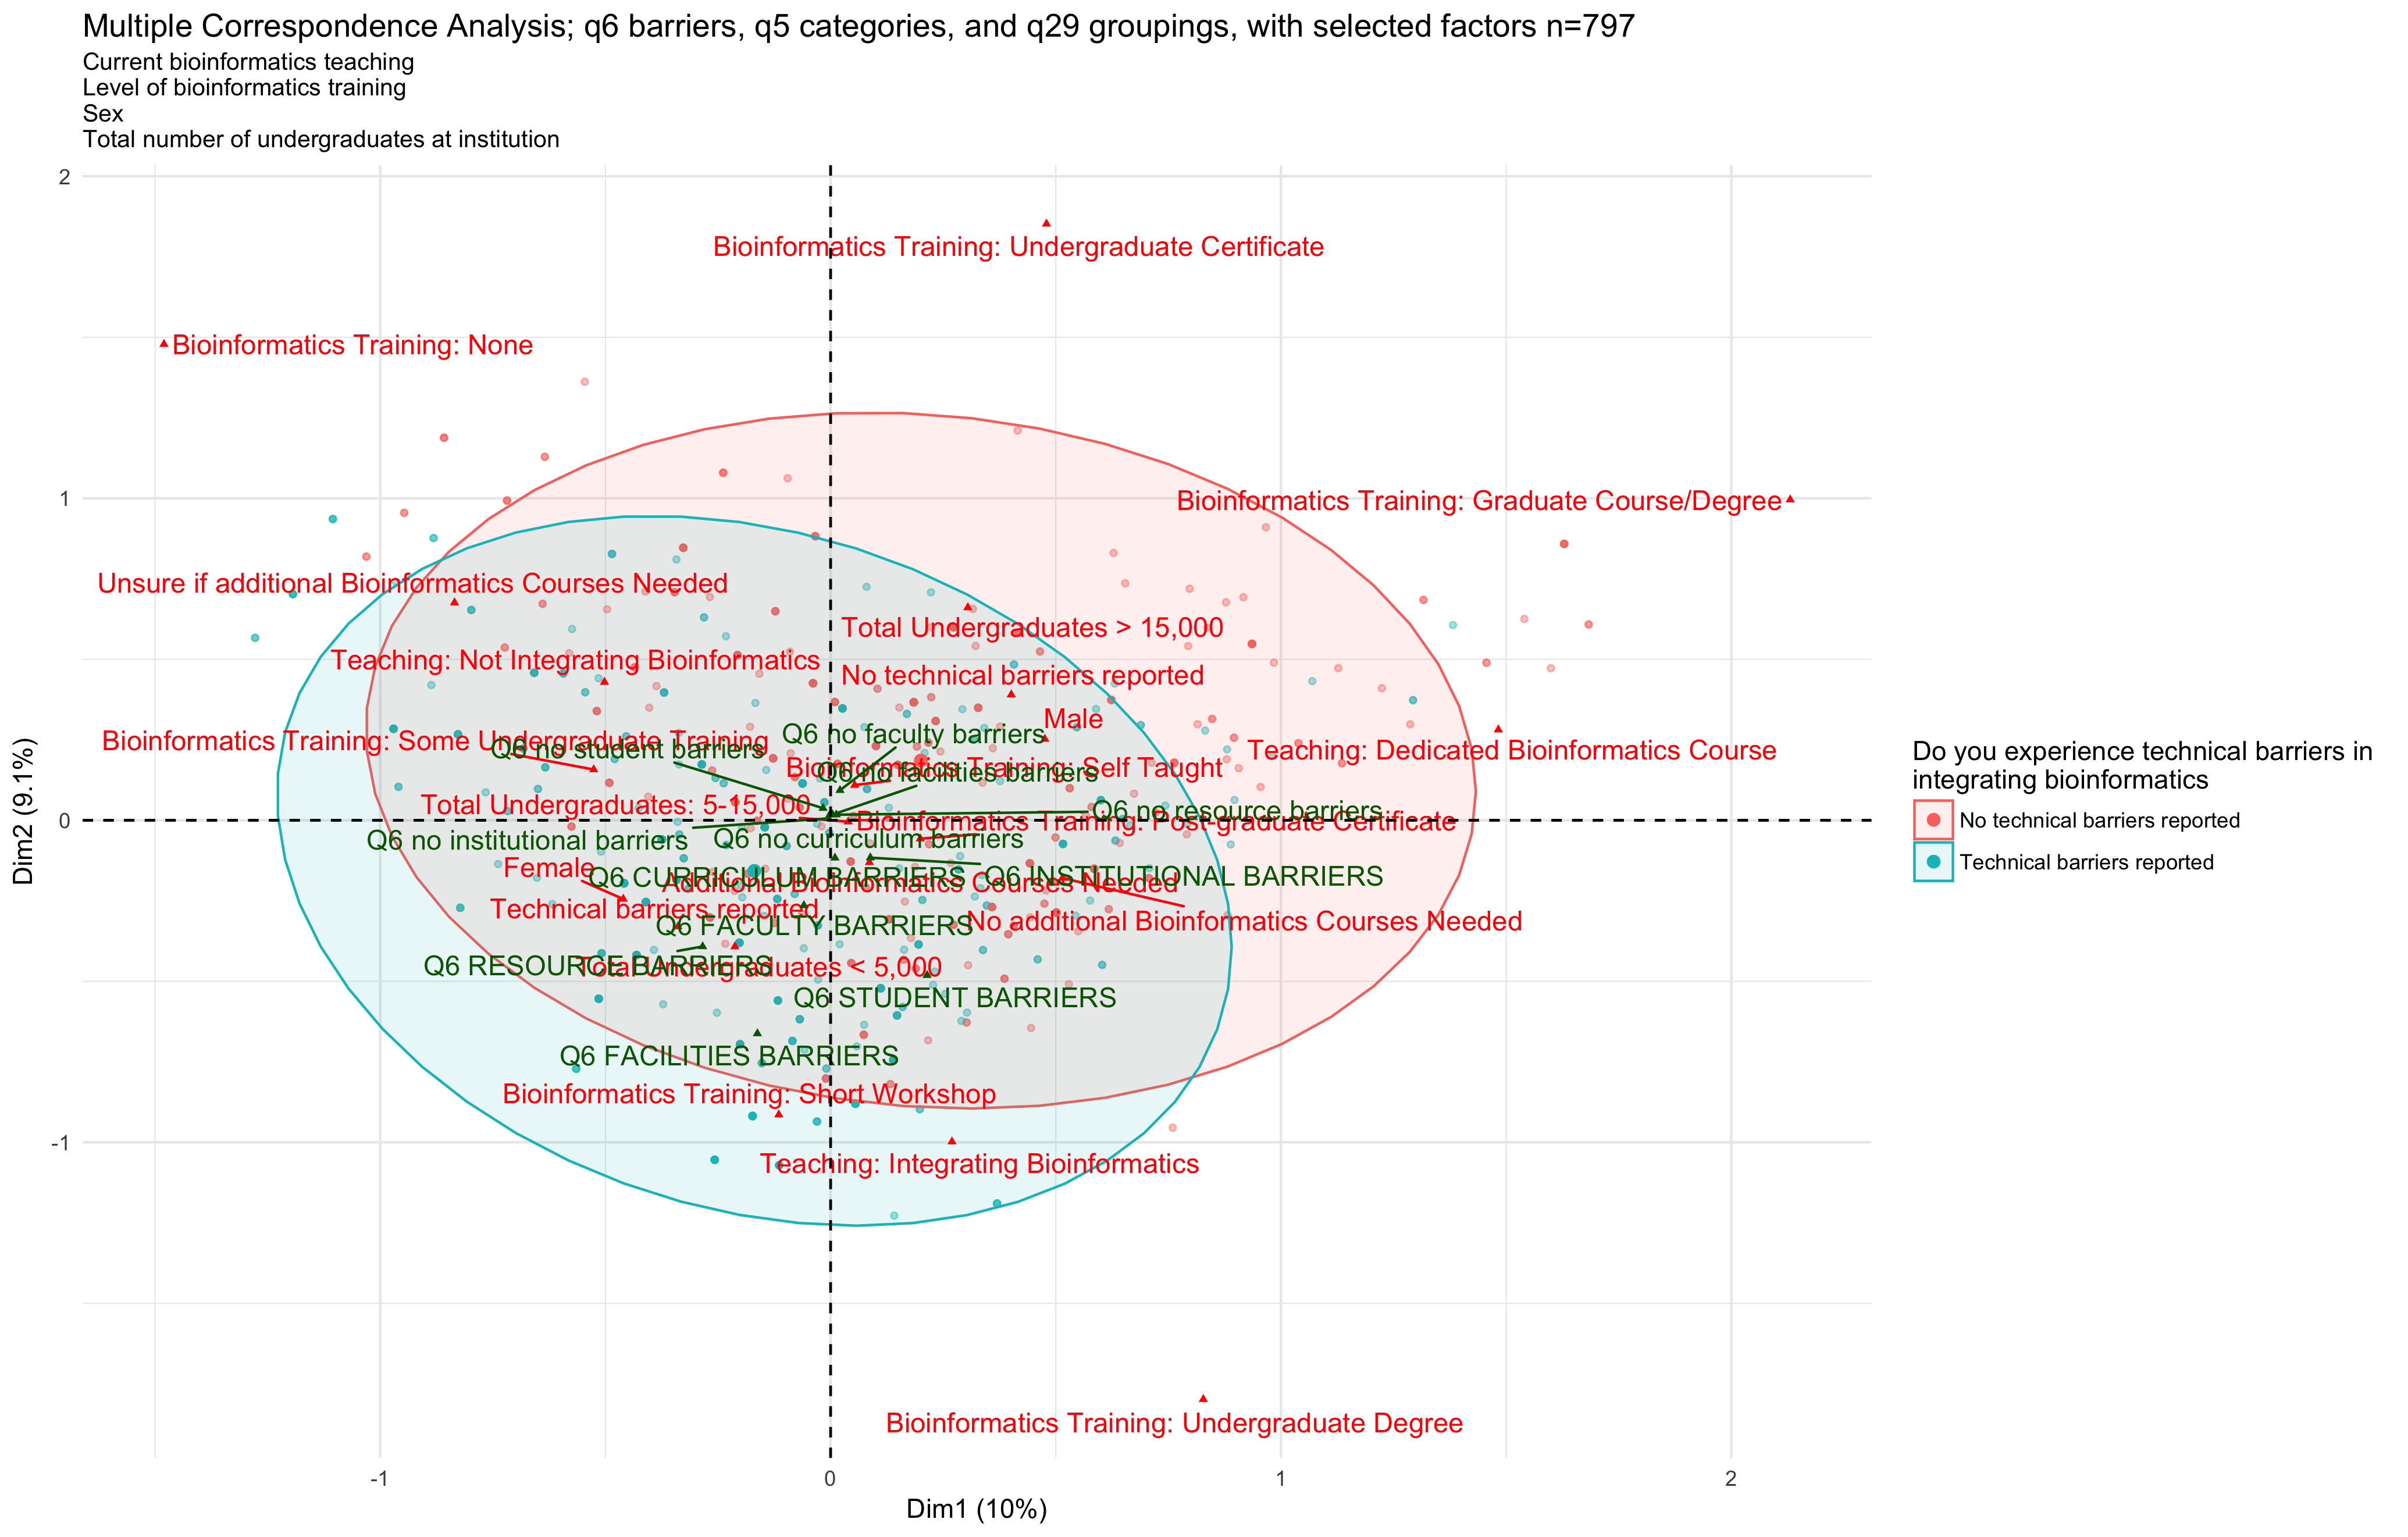 Multiple Correspondence Analysis; q6 barriers, q5 categories, and q29 groupings, with selected factors n=797
Current bioinformatics teaching
Level of bioinformatics training
Sex
Total number of undergraduates at institution
2
Bioinformatics Training: Undergraduate Certificate
Bioinformatics Training: None
1
Bioinformatics Training: Graduate Course/Degree
Unsure if additional Bioinformatics Courses Needed
Total Undergraduates > 15,000
Teaching: Not Integrating Bioinformatics
No technical barriers reported
Male
Q6 no faculty barriers
Bioinformatics Training: Some Undergraduate Training
Q6 no student barriers
Teaching: Dedicated Bioinformatics Course
Bioinformatics Training: Self Taught
Q6 no facilities barriers
Total Undergraduates: 5-15,000
Q6 no resource barriers
0
Bioinformatics Training: Post-graduate Certificate
Q6 no institutional barriers
Q6 no curriculum barriers
Female
Q6 CURRICULUM BARRIERS
Q6 INSTITUTIONAL BARRIERS
Additional Bioinformatics Courses Needed
Technical barriers reported
Q6 FACULTY BARRIERS
No additional Bioinformatics Courses Needed
Q6 RESOURCE BARRIERS
Total Undergraduates < 5,000
Q6 STUDENT BARRIERS
Q6 FACILITIES BARRIERS
Bioinformatics Training: Short Workshop
-1
Teaching: Integrating Bioinformatics
Bioinformatics Training: Undergraduate Degree
-1
0
1
2
Dim1 (10%)
Dim2 (9.1%)
Do you experience technical barriers in
integrating bioinformatics
No technical barriers reported
Technical barriers reported